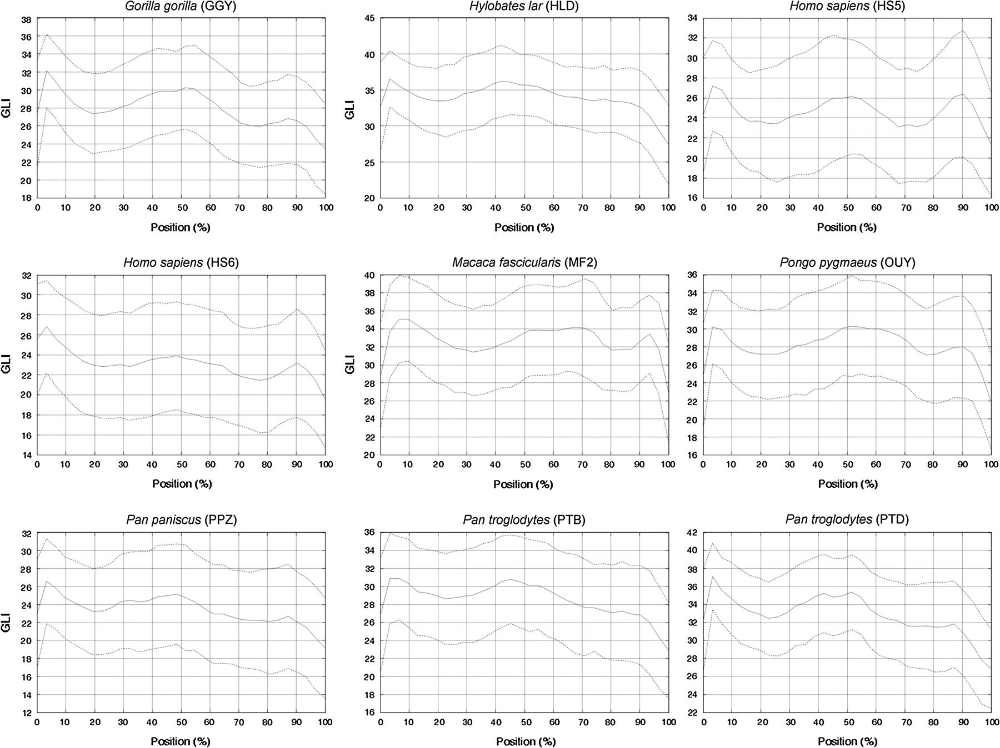 Gorilla gorilla (GGY)
Hylobates lar (HLD)
Homo sapiens (HS5)
38
36
34
32
30
28
26
24
22
20
18
GLI
0 10 20 30 40 50 60 70 80 90 100
Position (%)
45
40
35
30
25
20
GLI
0 10 20 30 40 50 60 70 80 90 100
Position (%)
34
32
30
28
26
24
22
20
18
16
0 10 20 30 40 50 60 70 80 90 100
Position (%)
Homo sapiens (HS6)
Macaca fascicularis (MF2)
Pongo pygmaeus (OUY)
32
30
28
26
24
22
20
18
16
14
GLI
0 10 20 30 40 50 60 70 80 90 100
Position (%)
40
38
36
34
32
30
28
26
24
22
20
GLI
0 10 20 30 40 50 60 70 80 90 100
Position (%)
36
34
32
30
28
26
24
22
20
18
16
0 10 20 30 40 50 60 70 80 90 100
Position (%)
Pan paniscus (PPZ)
Pan troglodytes (PTB)
Pan troglodytes (PTD)
32
30
28
26
24
22
20
18
16
14
12
GLI
0 10 20 30 40 50 60 70 80 90 100
Position (%)
36
34
32
30
28
26
24
22
20
18
16
0 10 20 30 40 50 60 70 80 90 100
Position (%)
42
40
38
36
34
32
30
28
26
24
22
0 10 20 30 40 50 60 70 80 90 100
Position (%)